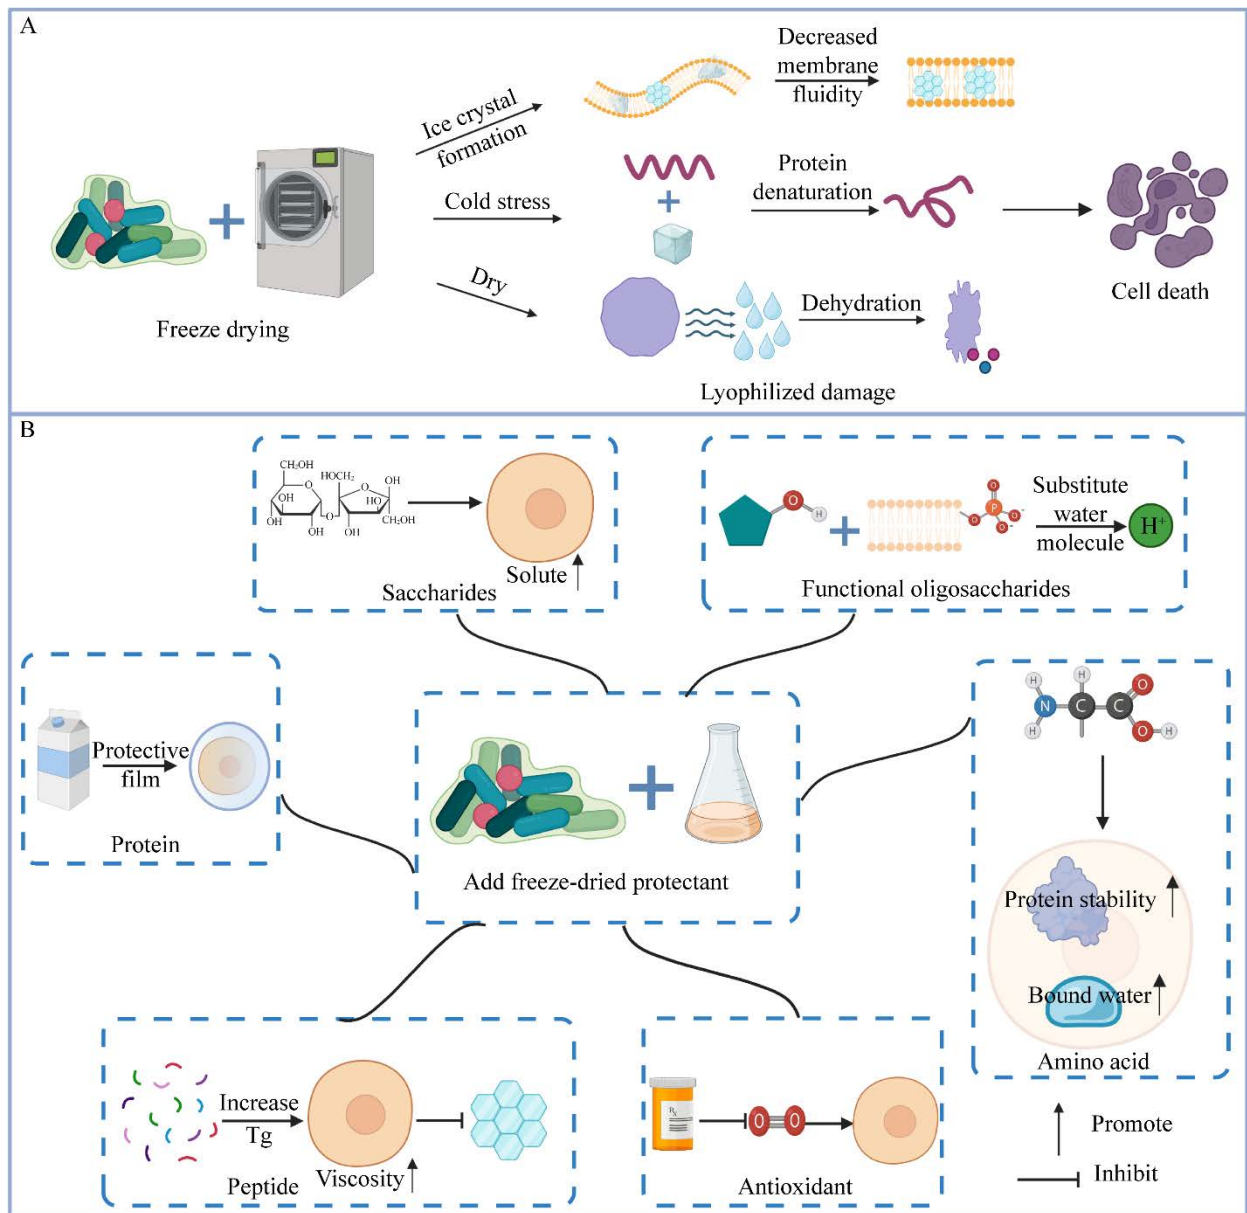 A
Ice crystal
formation
Decreased
membrane
fluidity
Cold stress
Protein
denaturation
Dry
Dehydration
Freeze drying
Lyophilized damage
Cell death
B
CH₂OH
O
OH
OH
OH
O
HOCH₂
O
OH
HO
CH₂OH
OH
Solute
Saccharides
O
H
O
P
O
O⁻
O⁻
Substitute
water
molecule
H⁺
Functional oligosaccharides
Protective
film
Protein
Add freeze-dried protectant
H
H
O
N
C
C
H
O
H
Protein stability
Bound water
Amino acid
Increase
Tg
Viscosity
Peptide
Rx
O
O
Antioxidant
Promote
Inhibit